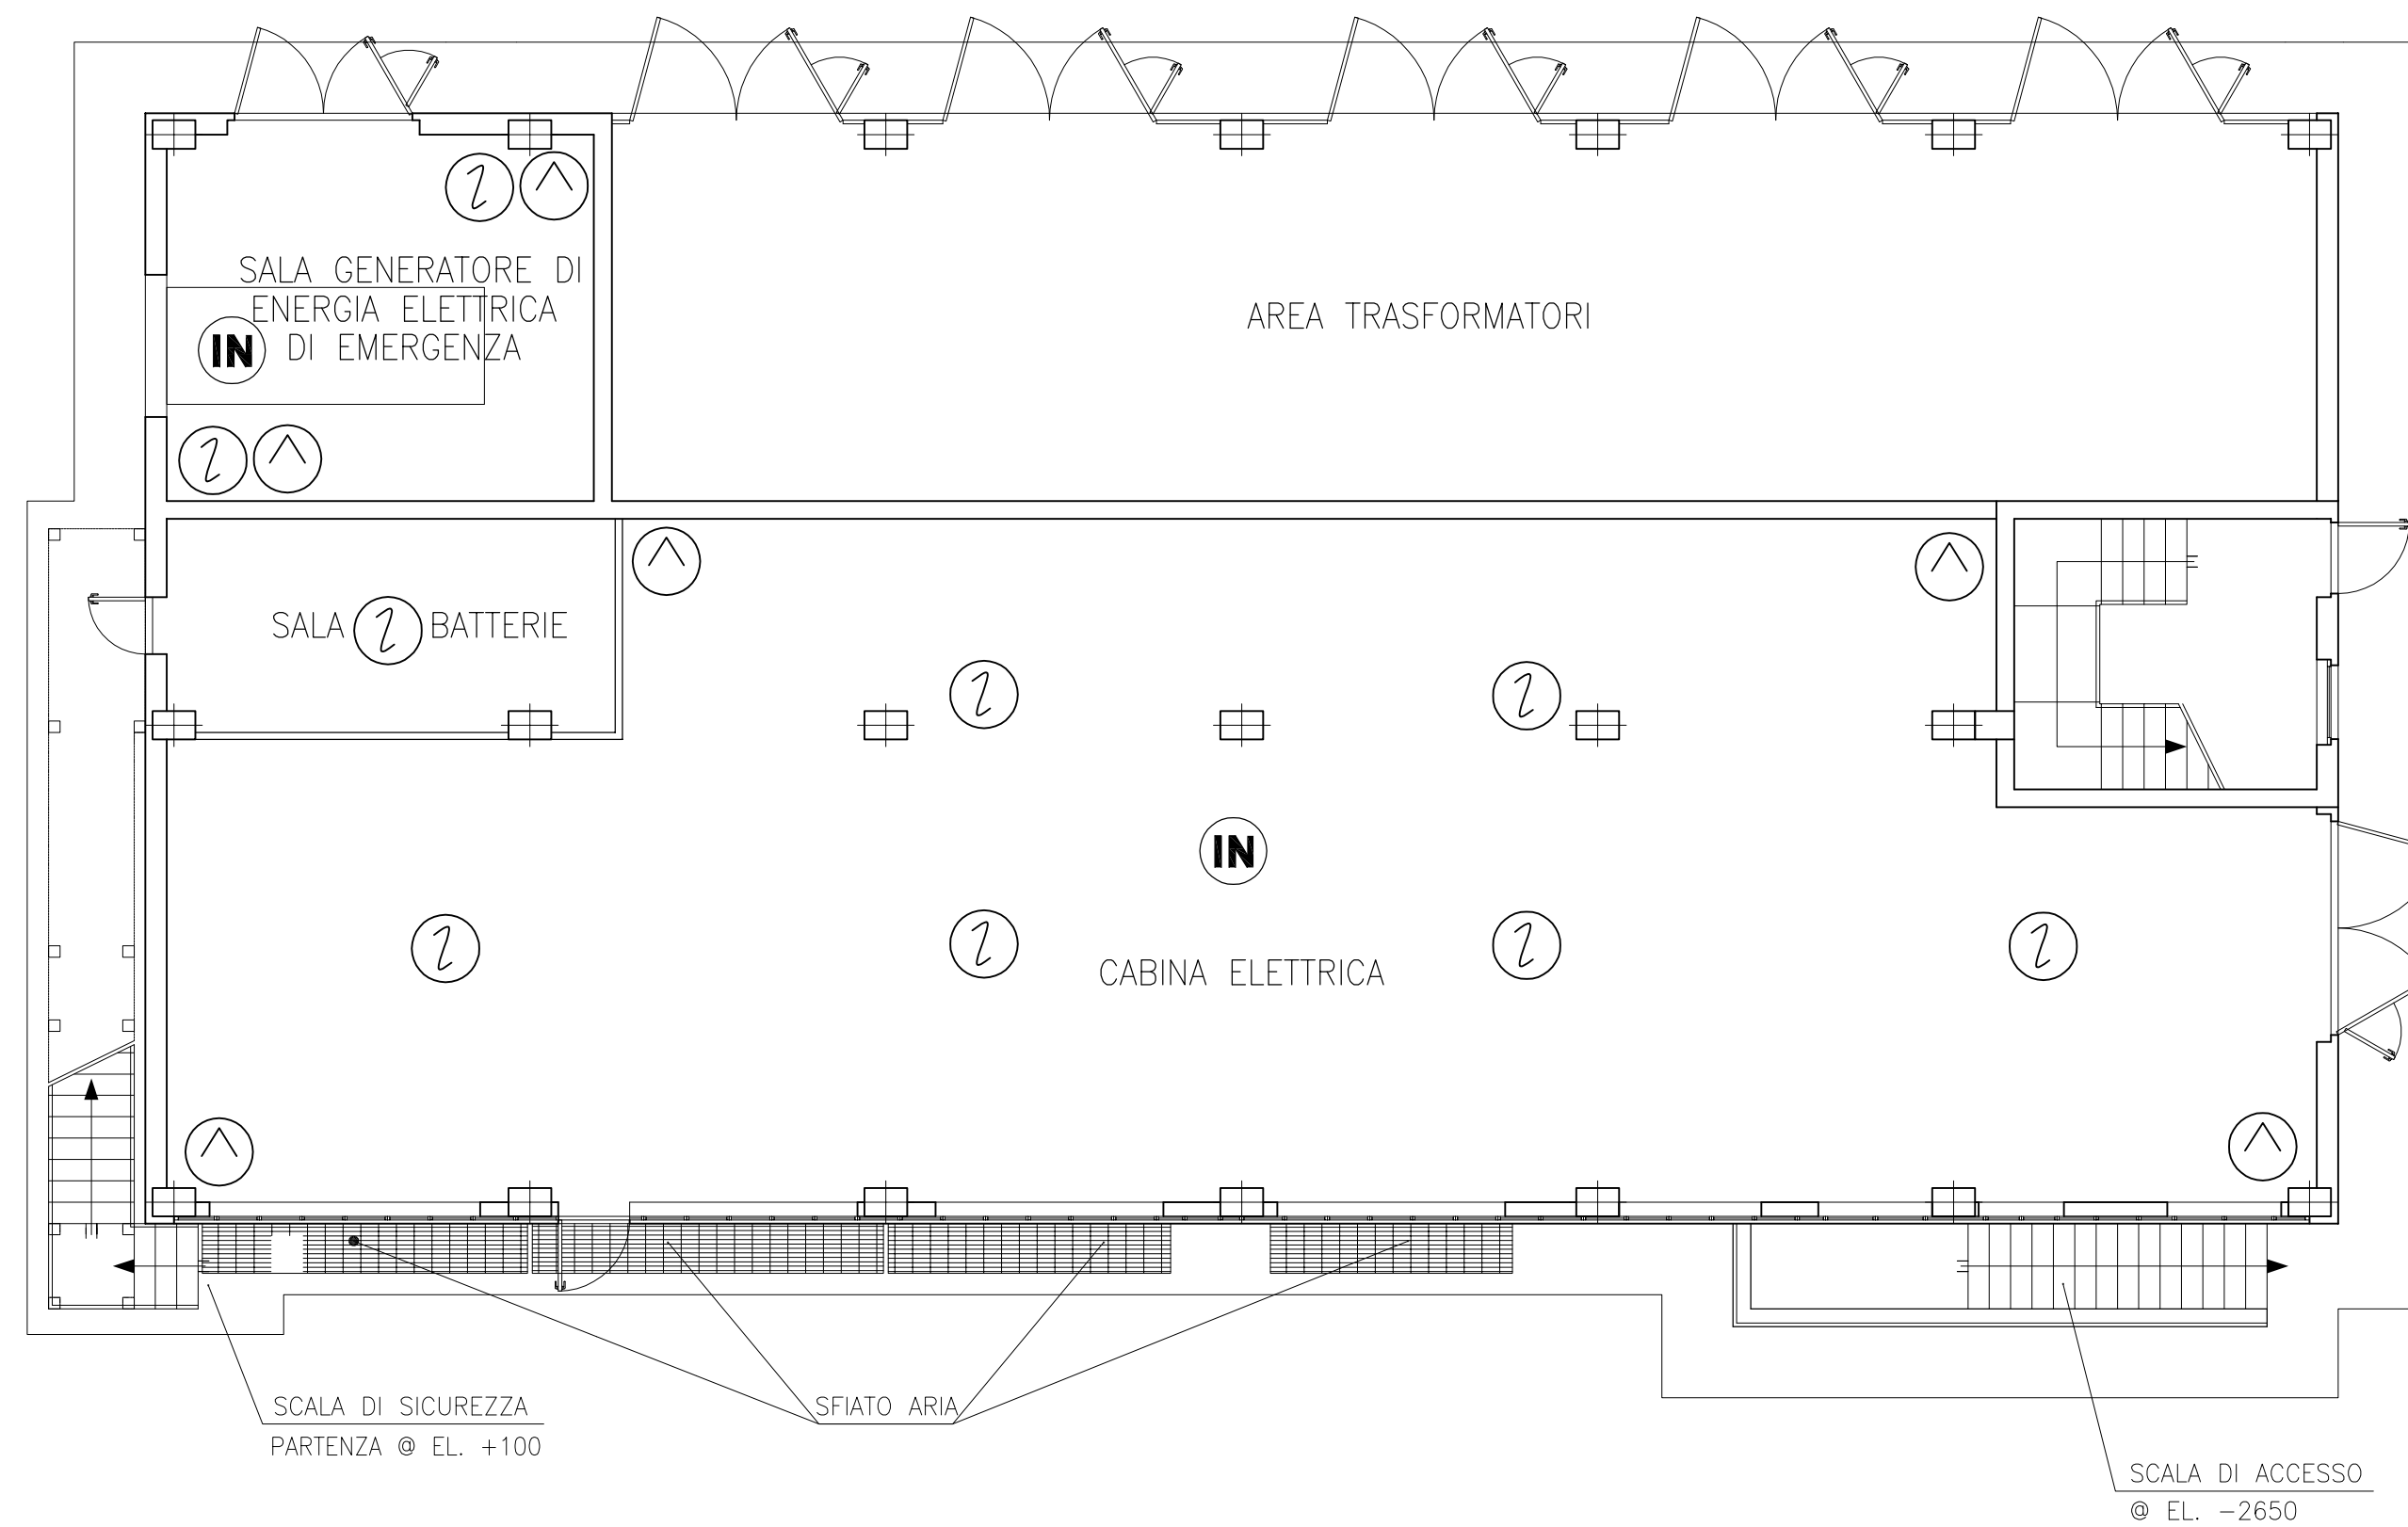 SALA GENERATORE DI
ENERGIA ELETTRICA
IN DI EMERGENZA
AREA TRASFORMATORI
SALA BATTERIE
IN
CABINA ELETTRICA
SCALA DI SICUREZZA
PARTENZA @ EL. +100
SFIATO ARIA
SCALA DI ACCESSO
@ EL. -2650